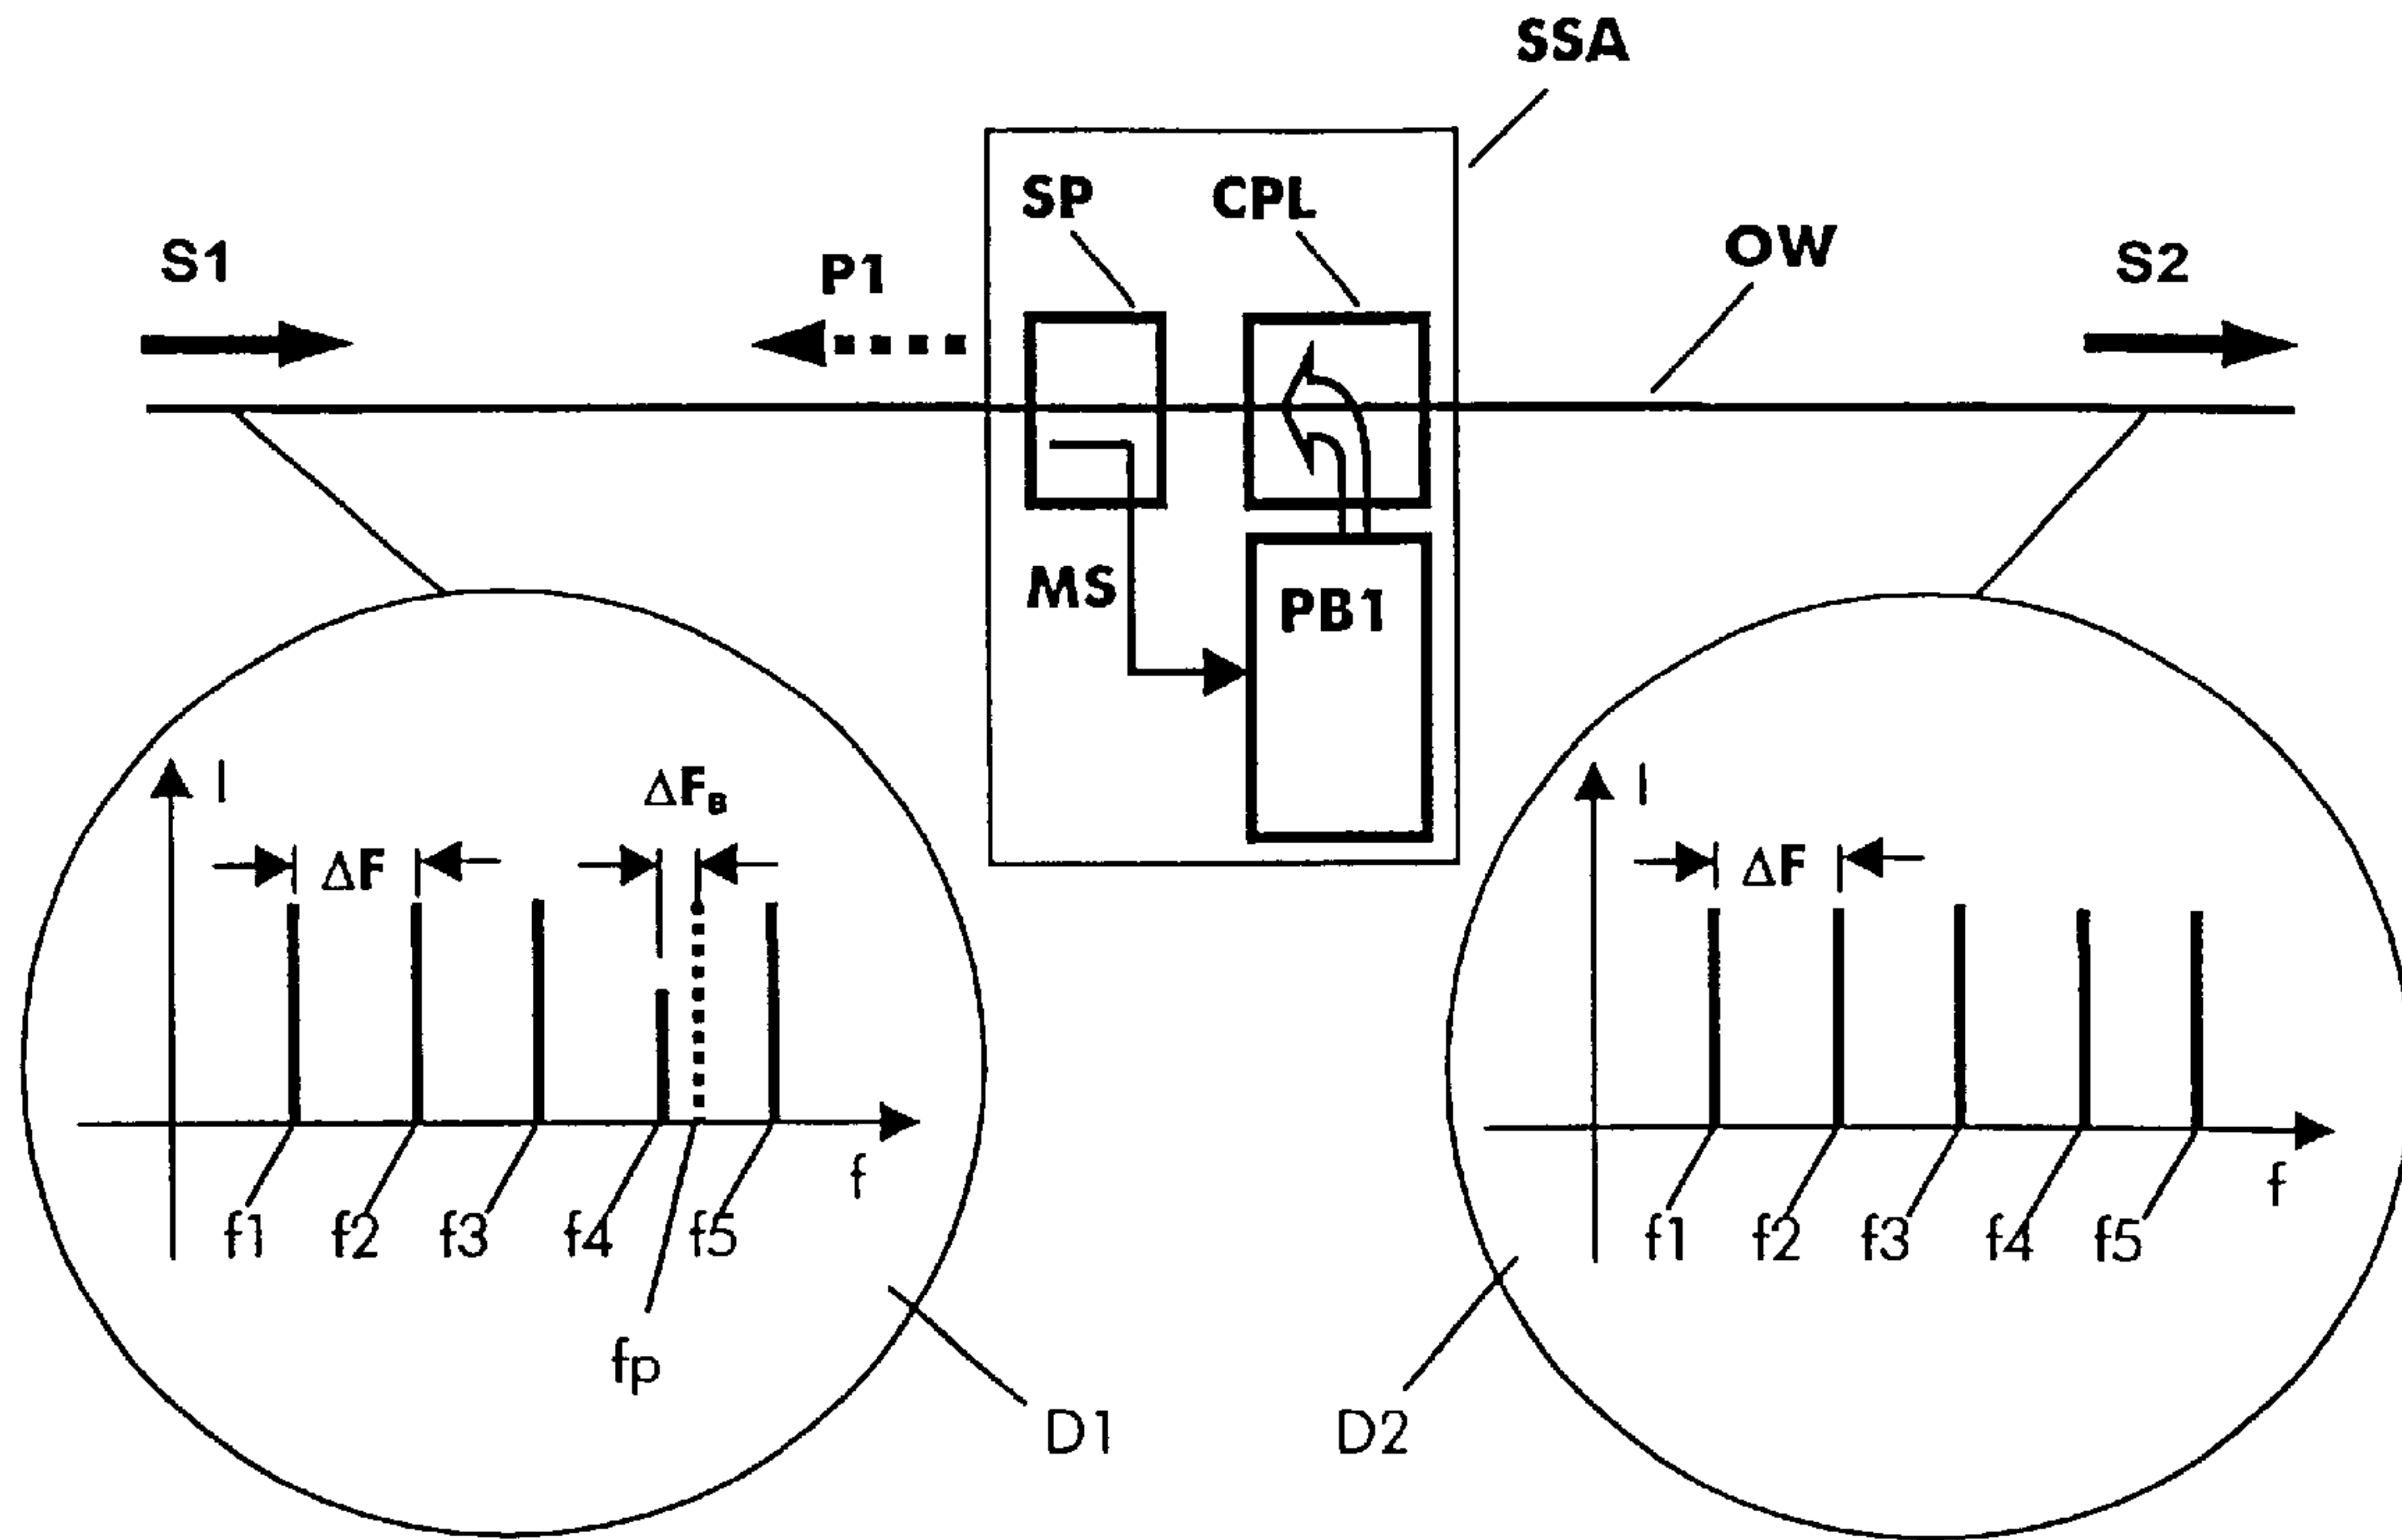 SSA
SP CPL
S1 P1 OW S2
MS PB1
I ΔF ΔF_B
f
f1 f2 f3 f4 f5
fp
D1
I ΔF
f
f1 f2 f3 f4 f5
D2